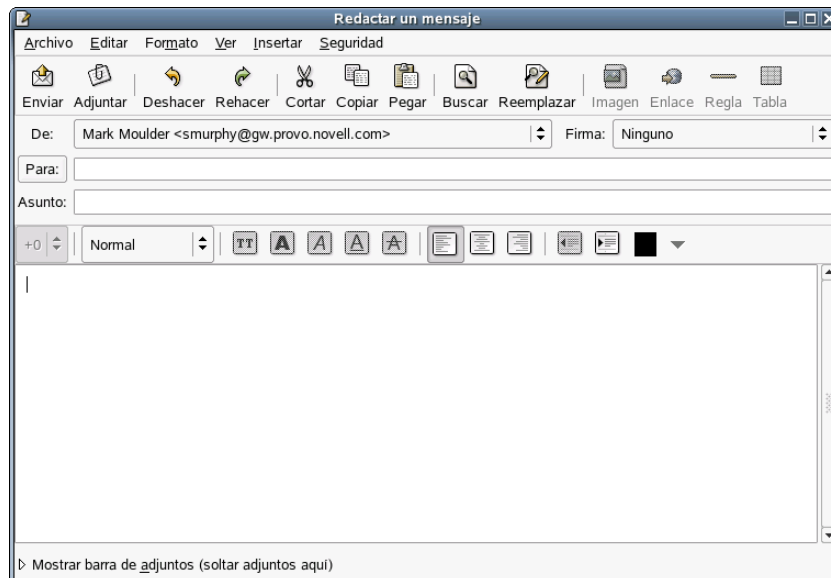 Redactar un mensaje
Archivo Editar Formato Ver Insertar Seguridad
Enviar Adjuntar Deshacer Rehacer Cortar Copiar Pegar Buscar Reemplazar Imagen Enlace Regla Tabla
De: Mark Moulder <smurphy@gw.provo.novell.com> Firma: Ninguno
Para:
Asunto:
+0 Normal TT A A A A
Mostrar barra de adjuntos (soltar adjuntos aquí)